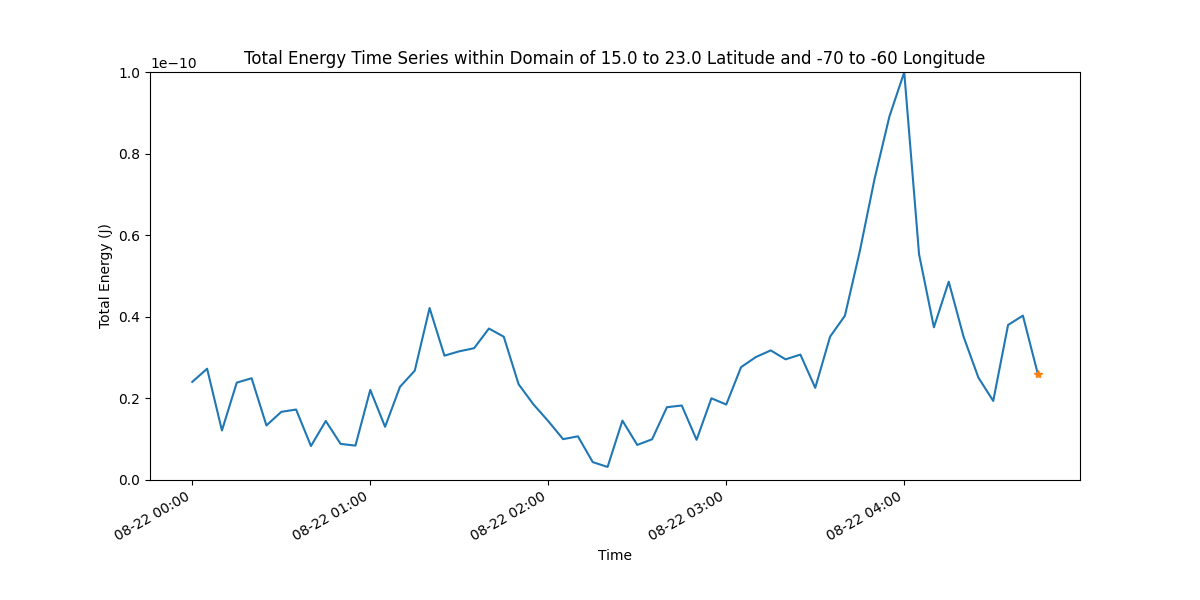 Total Energy Time Series within Domain of 15.0 to 23.0 Latitude and -70 to -60 Longitude
1e−10
1.0
0.8
0.6
0.4
0.2
0.0
Total Energy (J)
08-22 00:00
08-22 01:00
08-22 02:00
08-22 03:00
08-22 04:00
Time